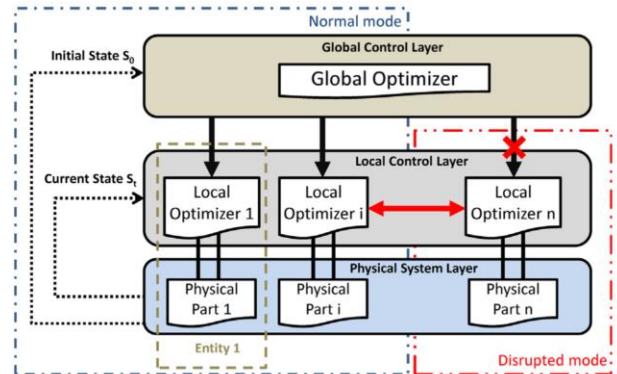 Normal mode
Global Control Layer
Initial State S₀
Global Optimizer
Local Control Layer
Current State Sₜ
Local
Optimizer 1
Local
Optimizer i
Local
Optimizer n
Physical System Layer
Physical
Part 1
Physical
Part i
Physical
Part n
Entity 1
Disrupted mode